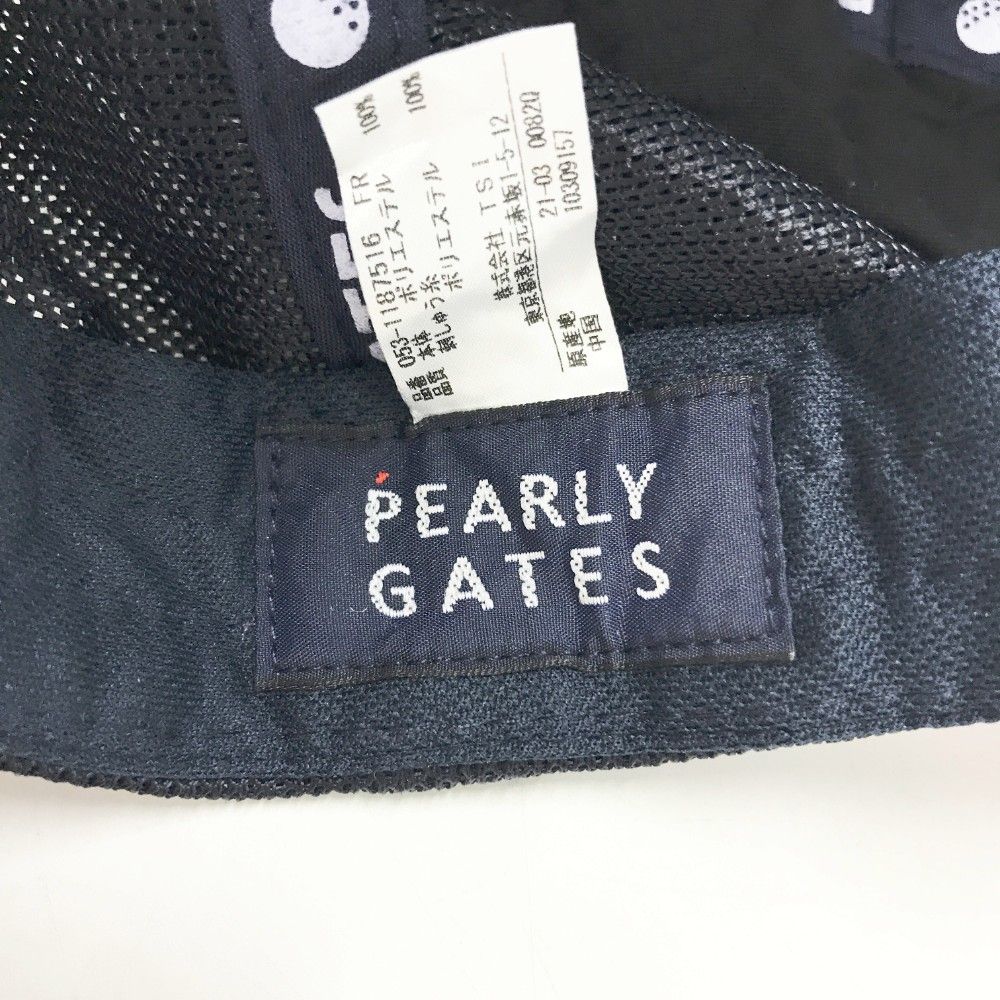 品番 053-1187516 FR
品質 本体 ポリエステル 100%
刺しゅう糸 ポリエステル 100%
株式会社 TSI
東京都港区元赤坂1-5-12
21-03 0082Q
10309157
原産地
中国
PEARLY
GATES